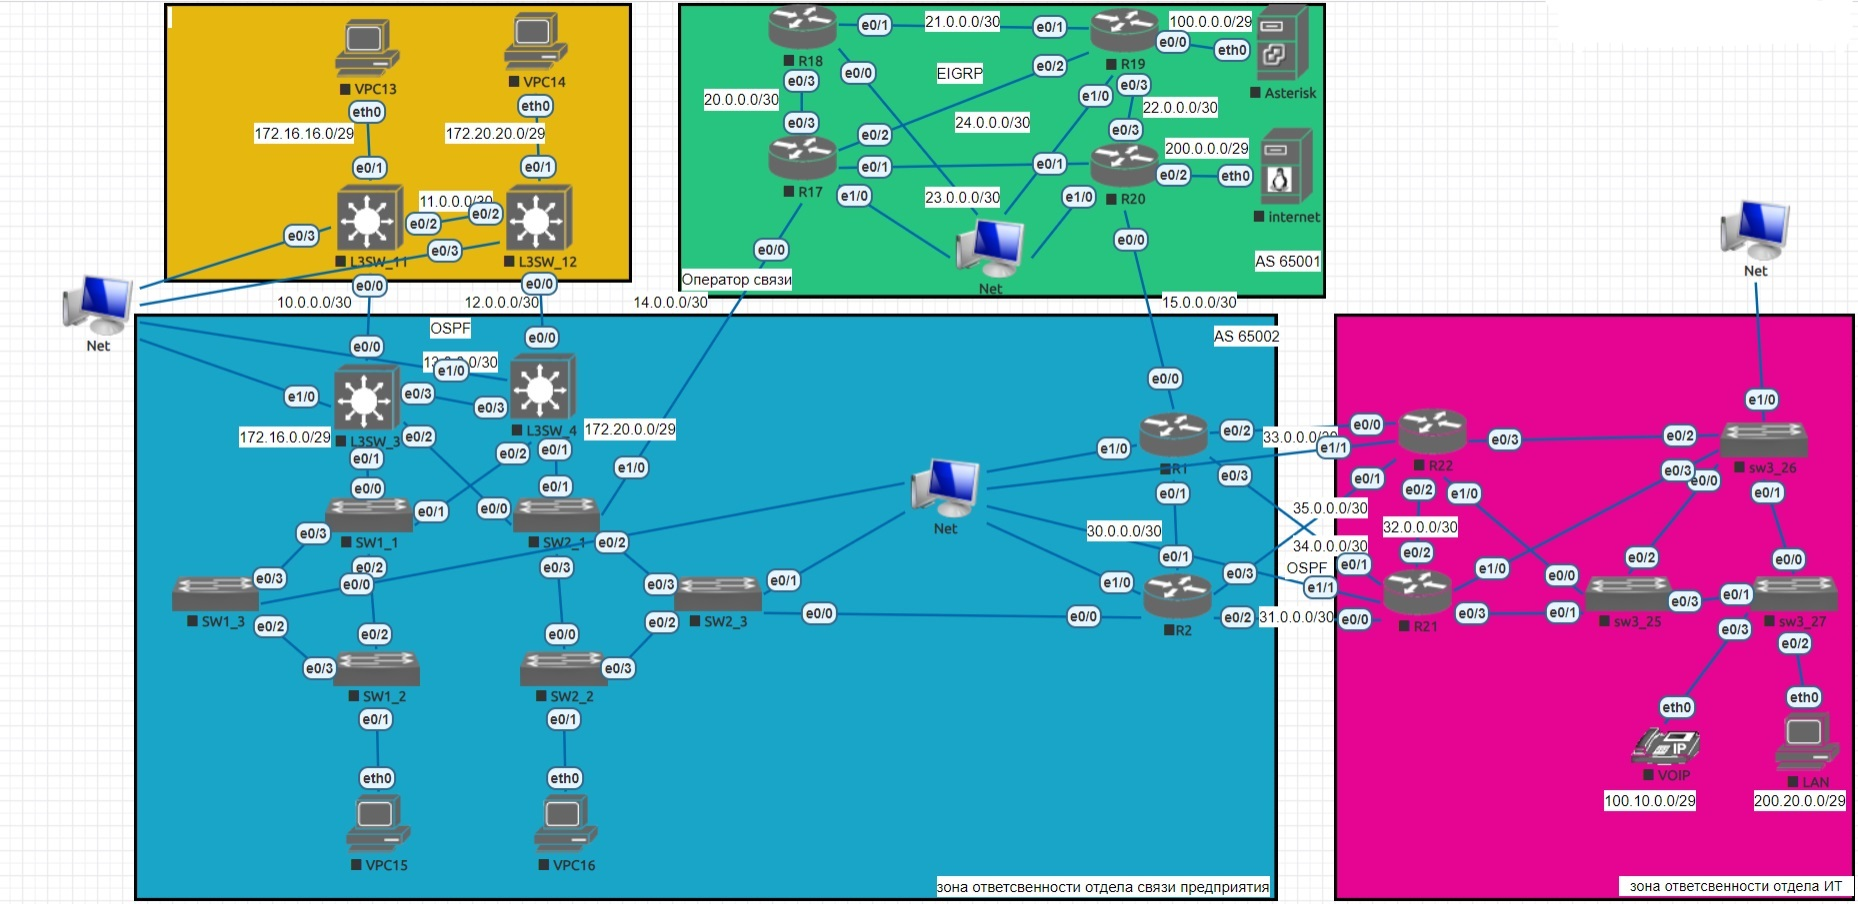 VPC13
eth0
172.16.16.0/29
e0/1
VPC14
eth0
172.20.20.0/29
e0/1
11.0.0.0/30
e0/2
e0/2
e0/3
e0/3
L3SW_11
L3SW_12
e0/0
e0/0
10.0.0.0/30
12.0.0.0/30
14.0.0.0/30
15.0.0.0/30
Net
R18
e0/1
21.0.0.0/30
e0/1
R19
100.0.0.0/29
e0/0
eth0
Asterisk
e0/3
e0/0
EIGRP
e0/2
e0/3
e1/0
20.0.0.0/30
22.0.0.0/30
e0/3
e0/2
24.0.0.0/30
e0/3
R17
e0/1
e0/1
R20
200.0.0.0/29
e0/2
eth0
internet
e1/0
23.0.0.0/30
e1/0
e0/0
e0/0
Net
AS 65001
Оператор связи
OSPF
AS 65002
e0/0
e0/0
e1/0
e1/0
e0/3
e0/3
L3SW_3
L3SW_4
172.16.0.0/29
172.20.0.0/29
e0/2
e0/1
e0/2
e0/1
e0/0
e0/1
e0/0
e0/1
e1/0
SW1_1
SW2_1
e0/3
e0/2
e0/3
e0/2
e0/3
e0/0
e0/3
e0/1
SW1_3
SW2_3
e0/2
e0/2
e0/0
e0/2
e0/3
e0/3
SW1_2
SW2_2
e0/1
e0/1
eth0
eth0
VPC15
VPC16
e0/0
e0/0
Net
e0/0
R1
e1/0
e0/2
e0/3
e0/1
30.0.0.0/30
e0/1
e1/0
R2
e0/3
e0/2
31.0.0.0/30
e0/0
OSPF
34.0.0.0/30
35.0.0.0/30
e0/0
e1/1
e0/1
e0/1
e1/1
R22
e0/3
e0/2
e1/0
32.0.0.0/30
e0/2
R21
e1/0
e0/3
Net
e1/0
e0/2
sw3_26
e0/3
e0/0
e0/1
e0/2
e0/0
e0/0
e0/1
sw3_25
e0/3
e0/1
sw3_27
e0/3
e0/2
eth0
eth0
IP
VOIP
LAN
100.10.0.0/29
200.20.0.0/29
зона ответсвенности отдела связи предприятия
зона ответсвенности отдела ИТ